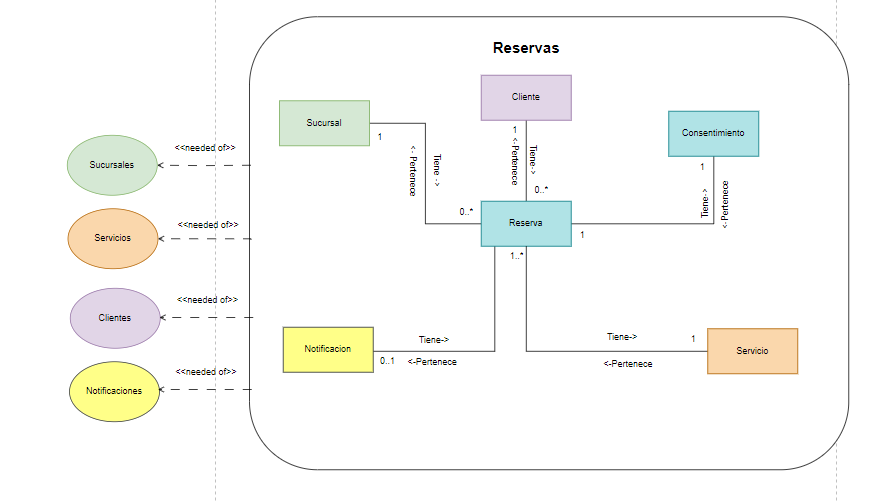 Reservas
Cliente
Sucursal
Consentimiento
1
1
<<needed of>>
Sucursales
<- Pertenece
Tiene ->
<-Pertenece
Tiene->
1
Tiene->
<-Pertenece
0..*
0..*
Reserva
<<needed of>>
Servicios
1
1..*
<<needed of>>
Clientes
Notificacion
Tiene->
0..1
<-Pertenece
Tiene->
1
<-Pertenece
Servicio
<<needed of>>
Notificaciones